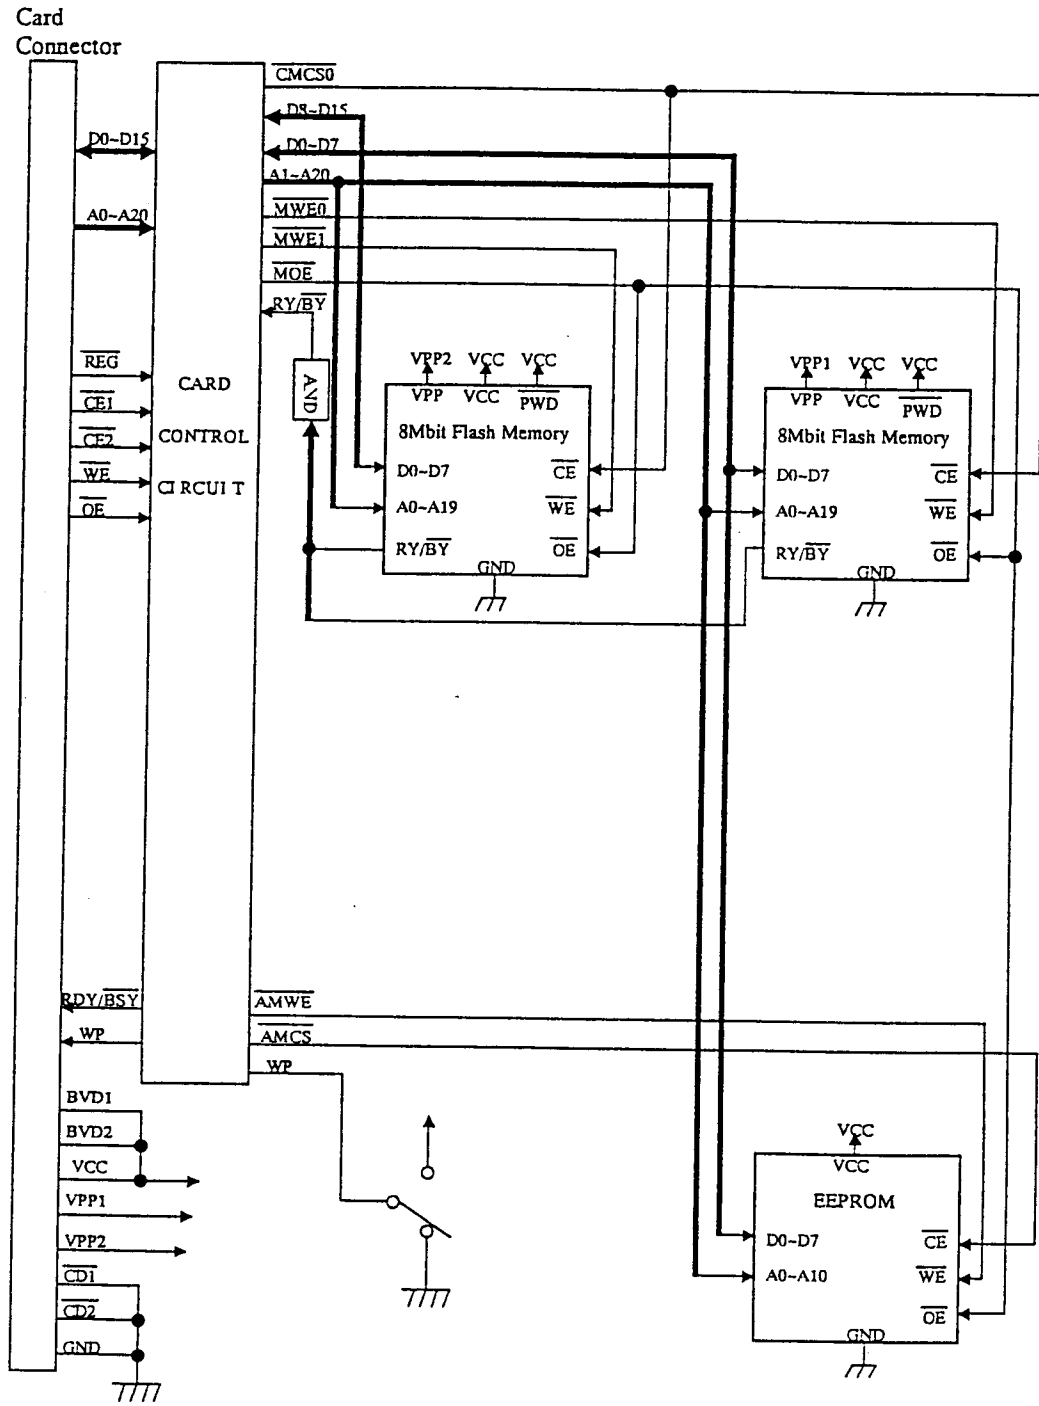 Card
Connector
CMCS0
D8~D15
D0~D15
D0~D7
A1~A20
A0~A20
MWE0
MWE1
MOE
RY/BY
REG
CE1
CE2
WE
OE
CARD
CONTROL
CIRCUIT
AND
VPP2 VCC VCC
VPP VCC PWD
8Mbit Flash Memory
D0~D7 CE
A0~A19 WE
RY/BY OE
GND
VPP1 VCC VCC
VPP VCC PWD
8Mbit Flash Memory
D0~D7 CE
A0~A19 WE
RY/BY OE
GND
RDY/BSY
WP
AMWE
AMCS
WP
BVD1
BVD2
VCC
VPP1
VPP2
CD1
CD2
GND
VCC
VCC
EEPROM
D0~D7 CE
A0~A10 WE
OE
GND